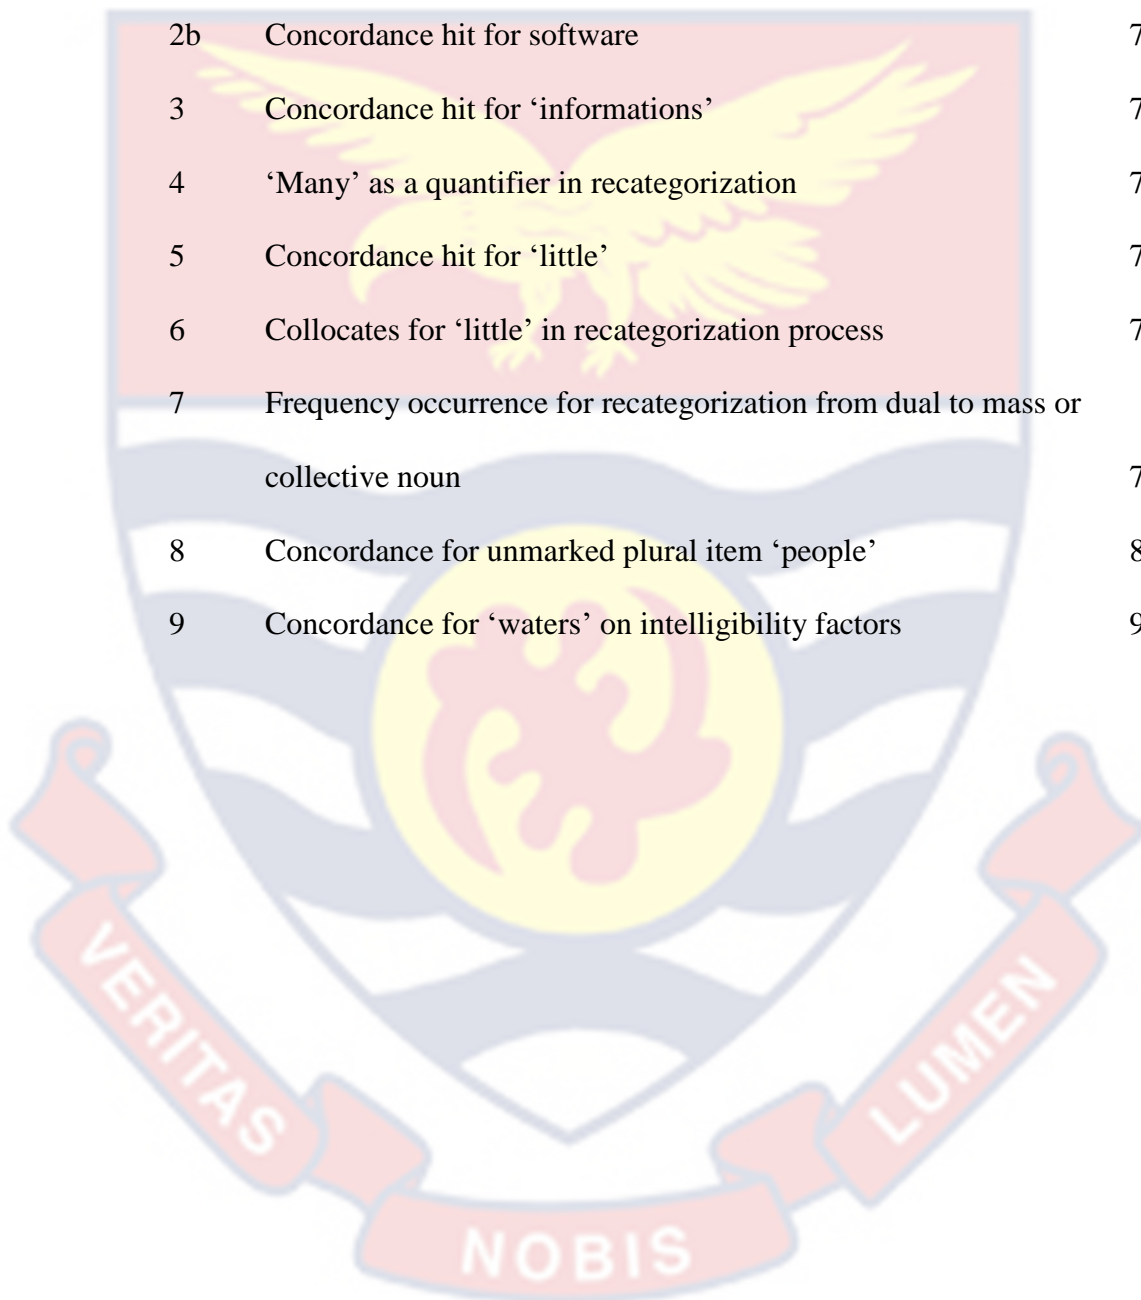 2b Concordance hit for software 7
3 Concordance hit for ‘informations’ 7
4 ‘Many’ as a quantifier in recategorization 7
5 Concordance hit for ‘little’ 7
6 Collocates for ‘little’ in recategorization process 7
7 Frequency occurrence for recategorization from dual to mass or
collective noun 7
8 Concordance for unmarked plural item ‘people’ 8
9 Concordance for ‘waters’ on intelligibility factors 9
VERITAS
NOBIS
LUMEN